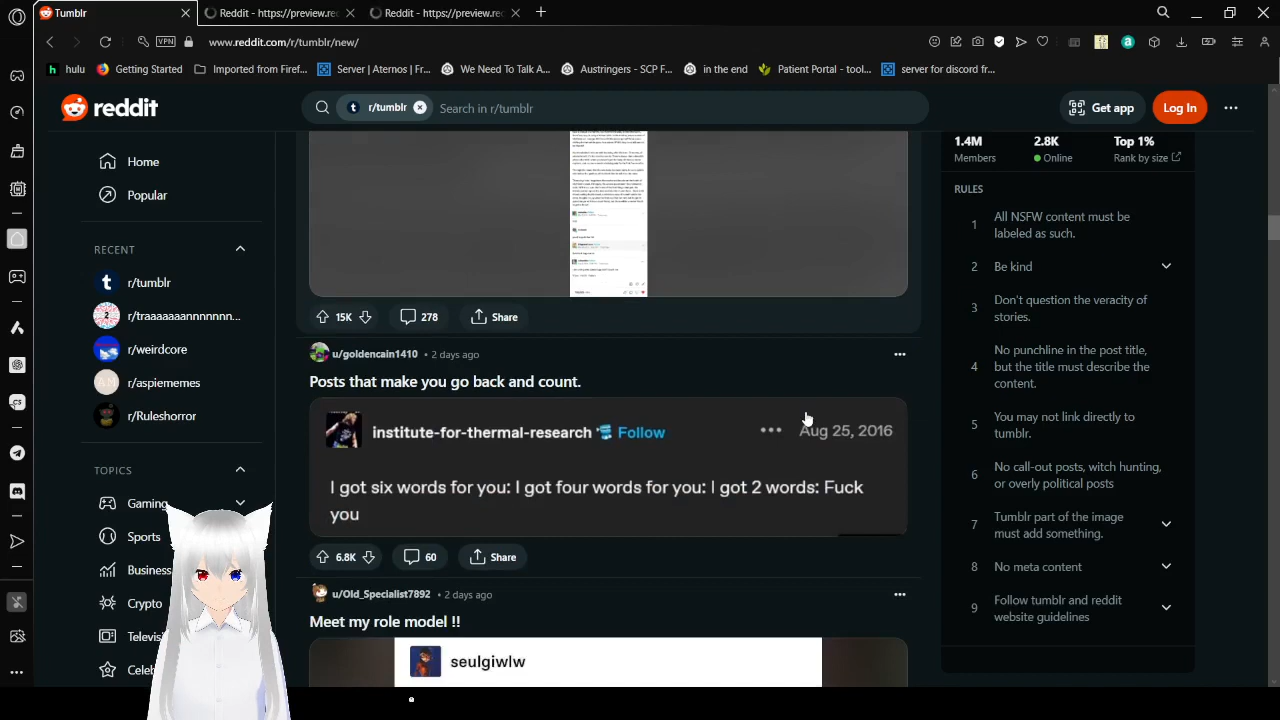 Tumblr
Reddit - https://preview.rec
Reddit - https://preview.rec
VPN
www.reddit.com/r/tumblr/new/
hulu
Getting Started
Imported from Firef...
Server | Aternos | Fr...
We Want To Talk A...
Austringers - SCP F...
in the end
Patient Portal - tool...
server for discord fr...
reddit
r/tumblr
Search in r/tumblr
Get app
Log In
Home
RECENT
r/traaaaaaannnnnnn...
r/weirdcore
r/aspiememes
r/Ruleshorror
TOPICS
Gaming
Sports
Business
Crypto
Televis
Celeb
15K
278
Share
u/goldencain1410 • 2 days ago
Posts that make you go back and count.
institute-for-thermal-research Follow
Aug 25, 2016
I got six words for you: I got four words for you: I got 2 words: Fuck
you
6.8K
60
Share
u/Old_Specialist7892 • 2 days ago
Meet my role model !!
seulgiwlw
1.4M
Members
Online
Top 1%
Rank by size
RULES
1 All NSFW content must be
labeled as such.
2 Be kind
3 Don't question the veracity of
stories.
4 No punchline in the post title,
but the title must describe the
content.
5 You may not link directly to
tumblr.
6 No call-out posts, witch hunting,
or overly political posts
7 Tumblr part of the image
must add something.
8 No meta content
9 Follow tumblr and reddit
website guidelines